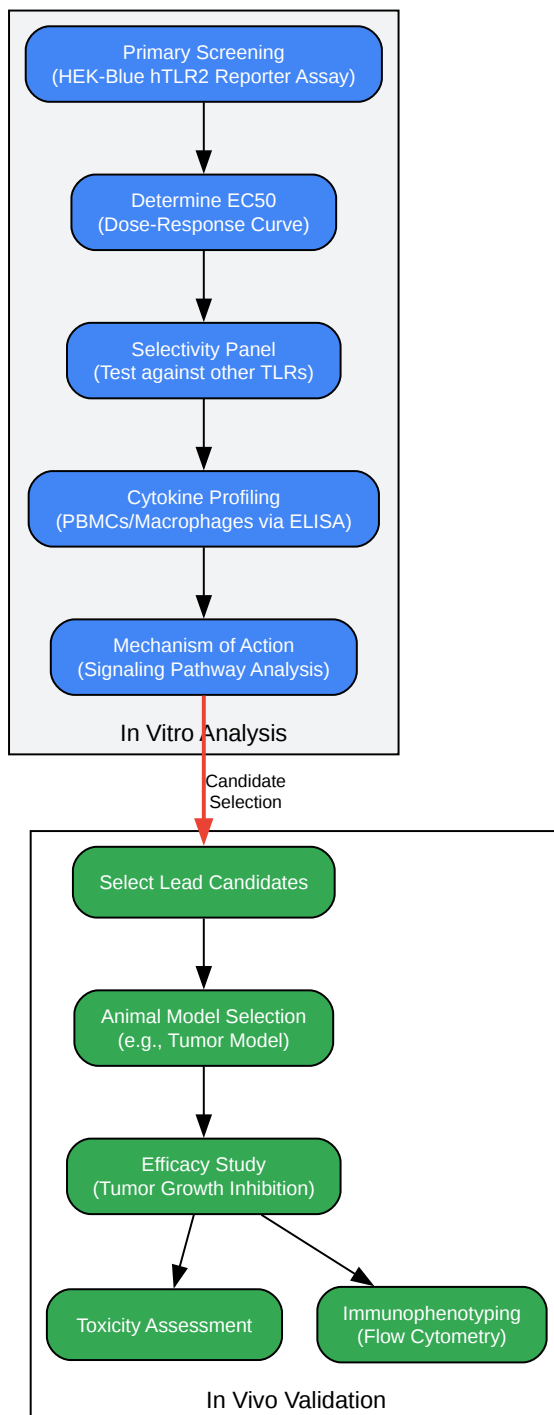 Primary Screening
(HEK-Blue hTLR2 Reporter Assay)
Determine EC50
(Dose-Response Curve)
Selectivity Panel
(Test against other TLRs)
Cytokine Profiling
(PBMCs/Macrophages via ELISA)
Mechanism of Action
(Signaling Pathway Analysis)
In Vitro Analysis
Candidate
Selection
Select Lead Candidates
Animal Model Selection
(e.g., Tumor Model)
Efficacy Study
(Tumor Growth Inhibition)
Toxicity Assessment
Immunophenotyping
(Flow Cytometry)
In Vivo Validation